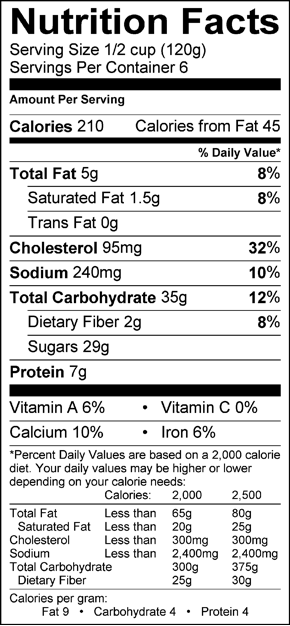 Nutrition Facts
Serving Size 1/2 cup (120g)
Servings Per Container 6
Amount Per Serving
Calories 210 Calories from Fat 45
% Daily Value*
Total Fat 5g 8%
Saturated Fat 1.5g 8%
Trans Fat 0g
Cholesterol 95mg 32%
Sodium 240mg 10%
Total Carbohydrate 35g 12%
Dietary Fiber 2g 8%
Sugars 29g
Protein 7g
Vitamin A 6% • Vitamin C 0%
Calcium 10% • Iron 6%
*Percent Daily Values are based on a 2,000 calorie
diet. Your daily values may be higher or lower
depending on your calorie needs:
Calories: 2,000 2,500
Total Fat Less than 65g 80g
Saturated Fat Less than 20g 25g
Cholesterol Less than 300mg 300mg
Sodium Less than 2,400mg 2,400mg
Total Carbohydrate 300g 375g
Dietary Fiber 25g 30g
Calories per gram:
Fat 9 • Carbohydrate 4 • Protein 4